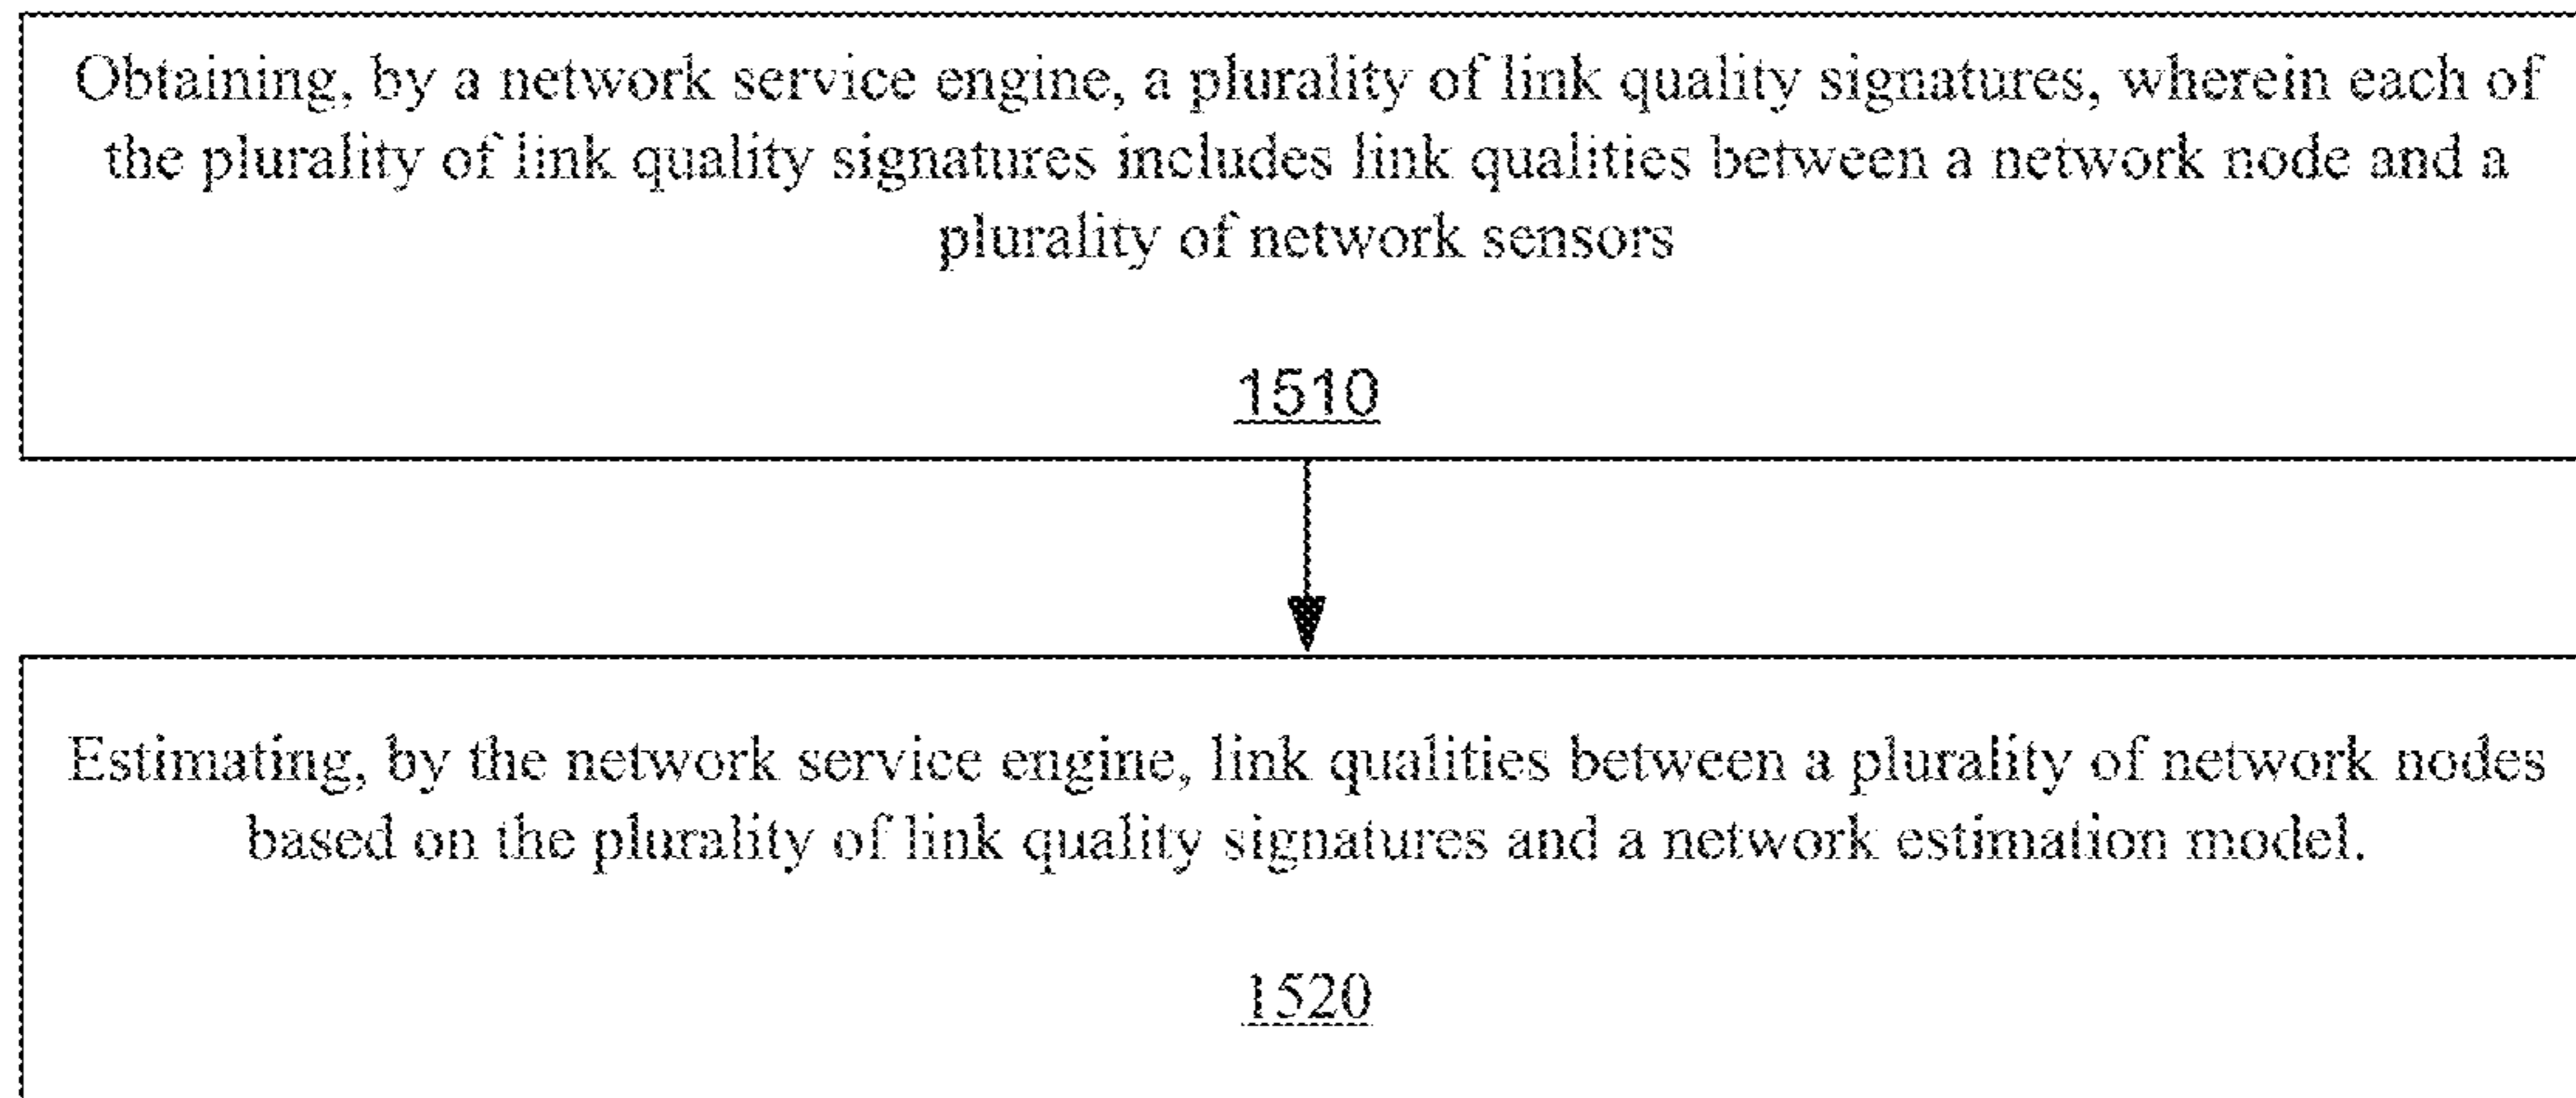 Obtaining, by a network service engine, a plurality of link quality signatures, wherein each of
the plurality of link quality signatures includes link qualities between a network node and a
plurality of network sensors
1510
Estimating, by the network service engine, link qualities between a plurality of network nodes
based on the plurality of link quality signatures and a network estimation model.
1520